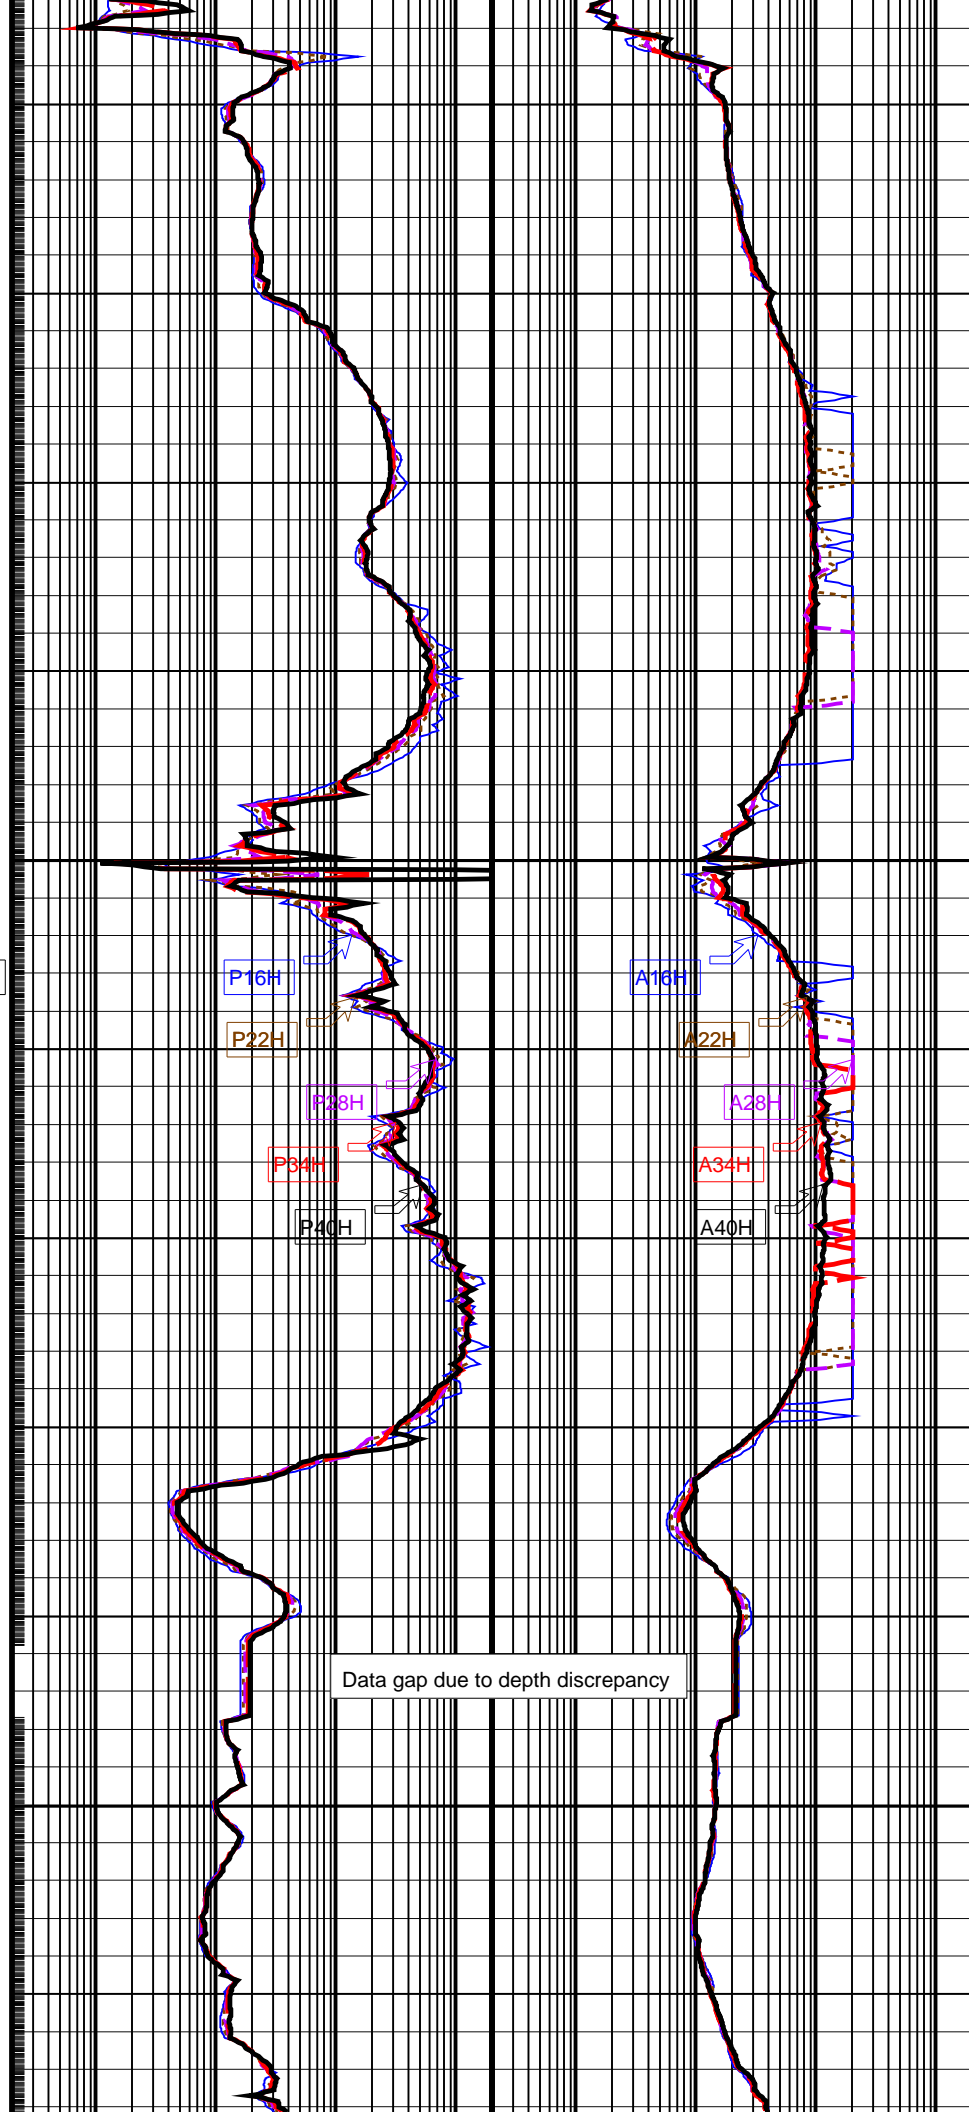 P16H
A16H
P22H
A22H
P28H
A28H
P34H
A34H
P40H
A40H
Data gap due to depth discrepancy